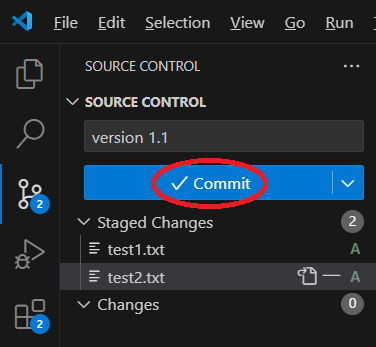 File Edit Selection View Go Run
SOURCE CONTROL
SOURCE CONTROL
version 1.1
Commit
Staged Changes 2
test1.txt A
2
test2.txt A
Changes 0
2